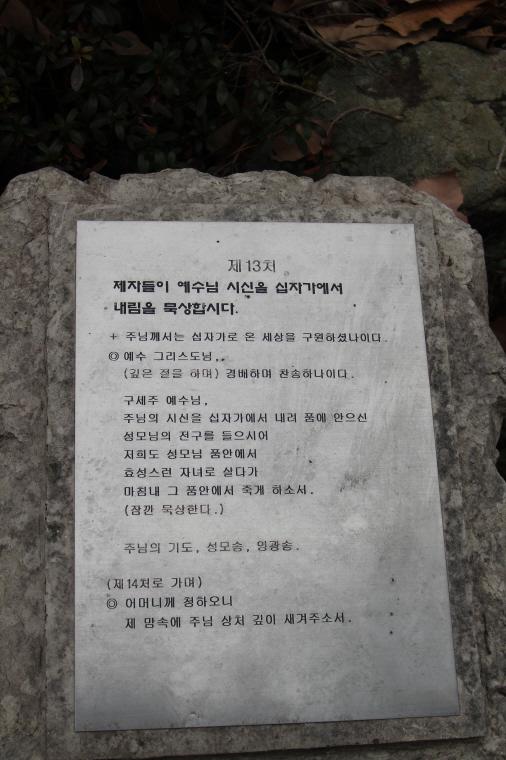 제13처
제자들이 예수님 시신을 십자가에서
내림을 묵상합시다.
+ 주님께서는 십자가로 온 세상을 구원하셨나이다.
◎ 예수 그리스도님,
(깊은 절을 하며) 경배하며 찬송하나이다.
구세주 예수님,
주님의 시신을 십자가에서 내려 품에 안으신
성모님의 전구를 들으시어
저희도 성모님 품안에서
효성스런 자녀로 살다가
마침내 그 품안에서 죽게 하소서.
(잠깐 묵상한다.)
주님의 기도, 성모송, 영광송.
(제14처로 가며)
◎ 어머니께 청하오니
제 맘속에 주님 상처 깊이 새겨주소서.